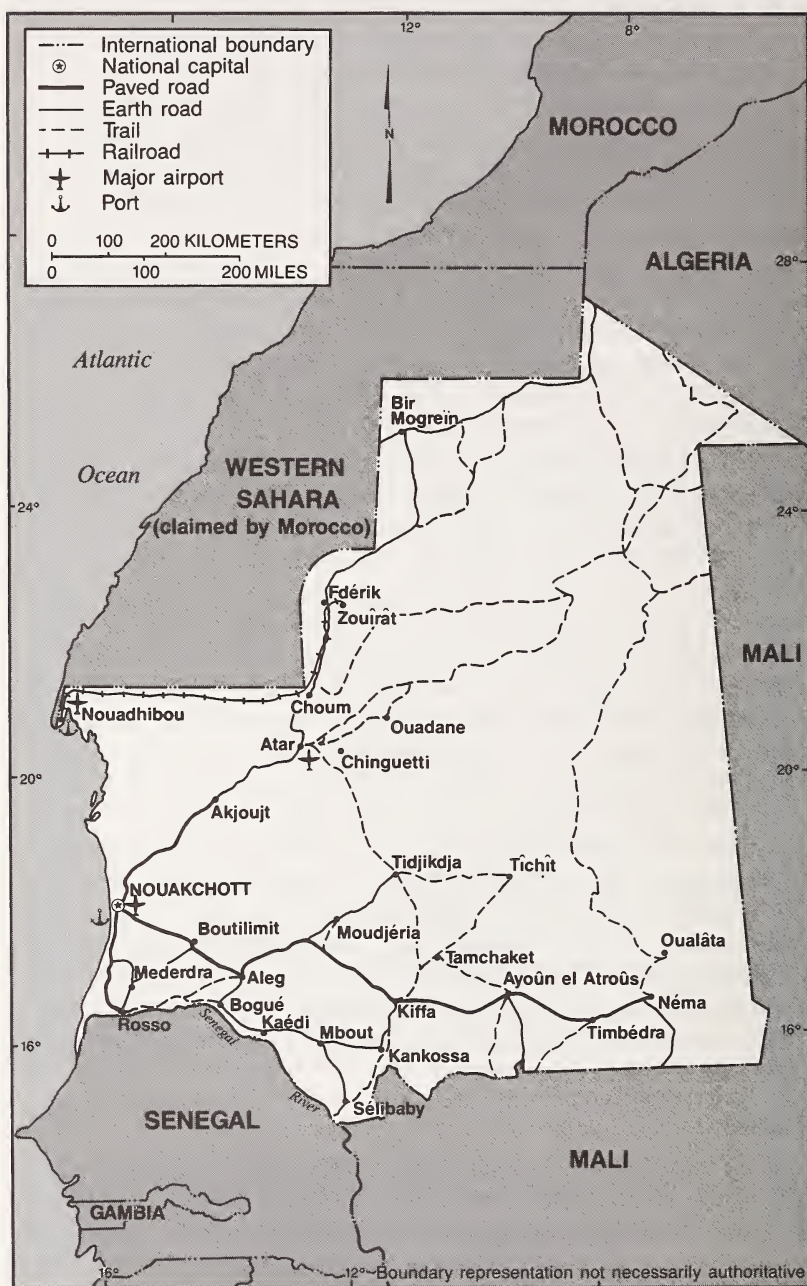 International boundary
National capital
Paved road
Earth road
Trail
Railroad
Major airport
Port
0 100 200 KILOMETERS
0 100 200 MILES
N
12°
8°
MOROCCO
ALGERIA
28°
Atlantic
Ocean
Bir
Mogreïn
WESTERN
SAHARA
(claimed by Morocco)
24°
24°
Fdérik
Zouîrât
MALI
Nouadhibou
Choum
Ouadane
Atar
Chinguetti
20°
20°
Akjoujt
Tidjikdja
Tîchît
NOUAKCHOTT
Boutilimit
Moudjéria
Oualâta
Tamchaket
Mederdra
Aleg
Ayoûn el Atroûs
Rosso
Bogué
Kiffa
Néma
Kaédi
Timbédra
Senegal
River
Mbout
Kankossa
16°
16°
Sélibaby
SENEGAL
MALI
GAMBIA
16°
12°
Boundary representation not necessarily authoritative